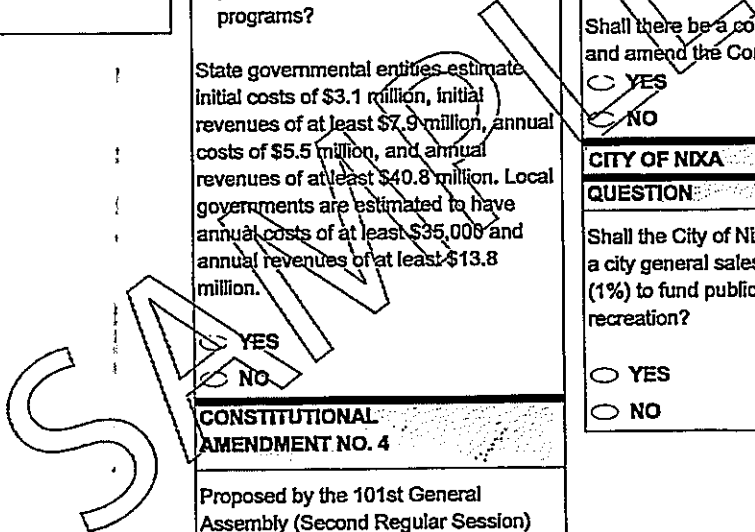 programs?
State governmental entities estimate
initial costs of $3.1 million, initial
revenues of at least $7.9 million, annual
costs of $5.5 million, and annual
revenues of at least $40.8 million. Local
governments are estimated to have
annual costs of at least $35,000 and
annual revenues of at least $13.8
million.
YES
NO
CONSTITUTIONAL
AMENDMENT NO. 4
Proposed by the 101st General
Assembly (Second Regular Session)
Shall there be a co
and amend the Co
YES
NO
CITY OF NIXA
QUESTION
Shall the City of Ni
a city general sales
(1%) to fund public
recreation?
YES
NO
SAMPLE